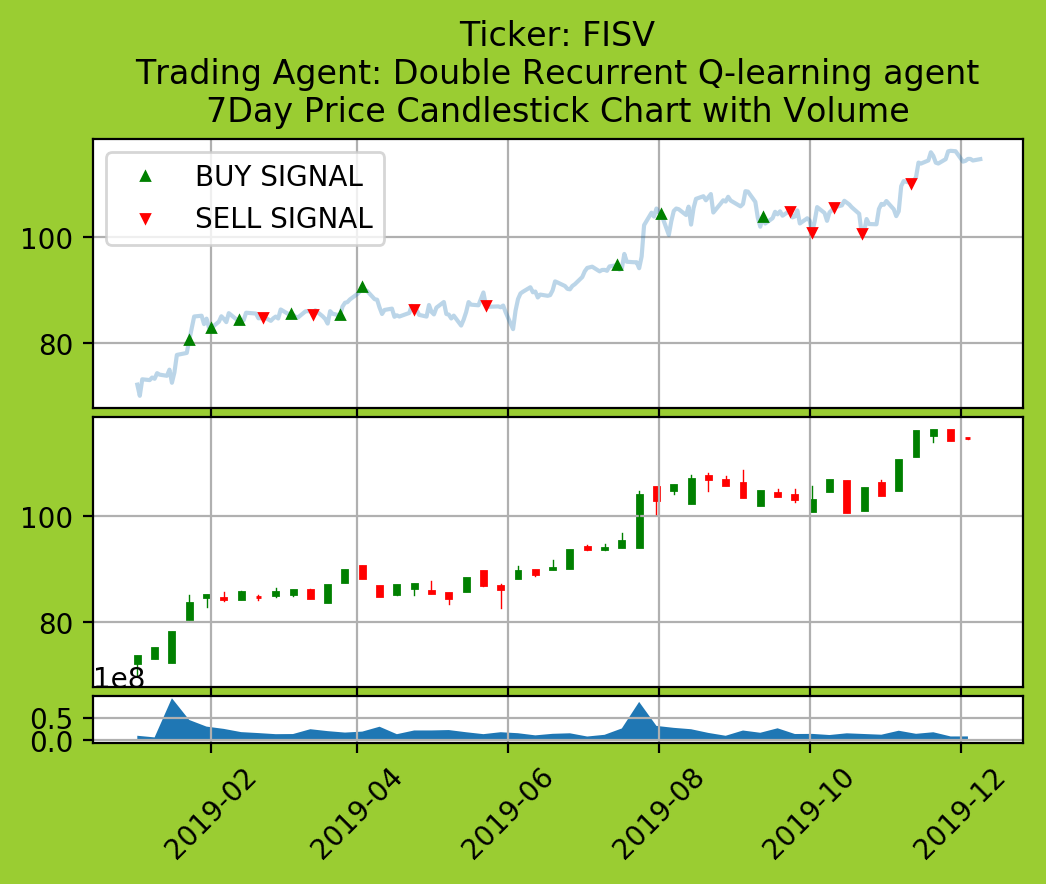 Ticker: FISV
Trading Agent: Double Recurrent Q-learning agent
7Day Price Candlestick Chart with Volume
BUY SIGNAL
SELL SIGNAL
100
80
100
80
1e8
0.5
0.0
2019-02
2019-04
2019-06
2019-08
2019-10
2019-12